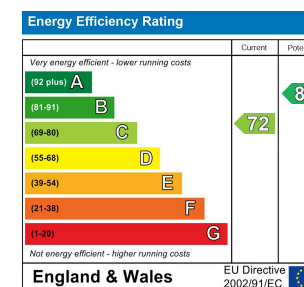 Energy Efficiency Rating
Current
Very energy efficient - lower running costs
(92 plus) A
(81-91) B
(69-80) C
72
(55-68) D
(39-54) E
(21-38) F
(1-20) G
Not energy efficient - higher running costs
England & Wales
EU Directive
2002/91/EC